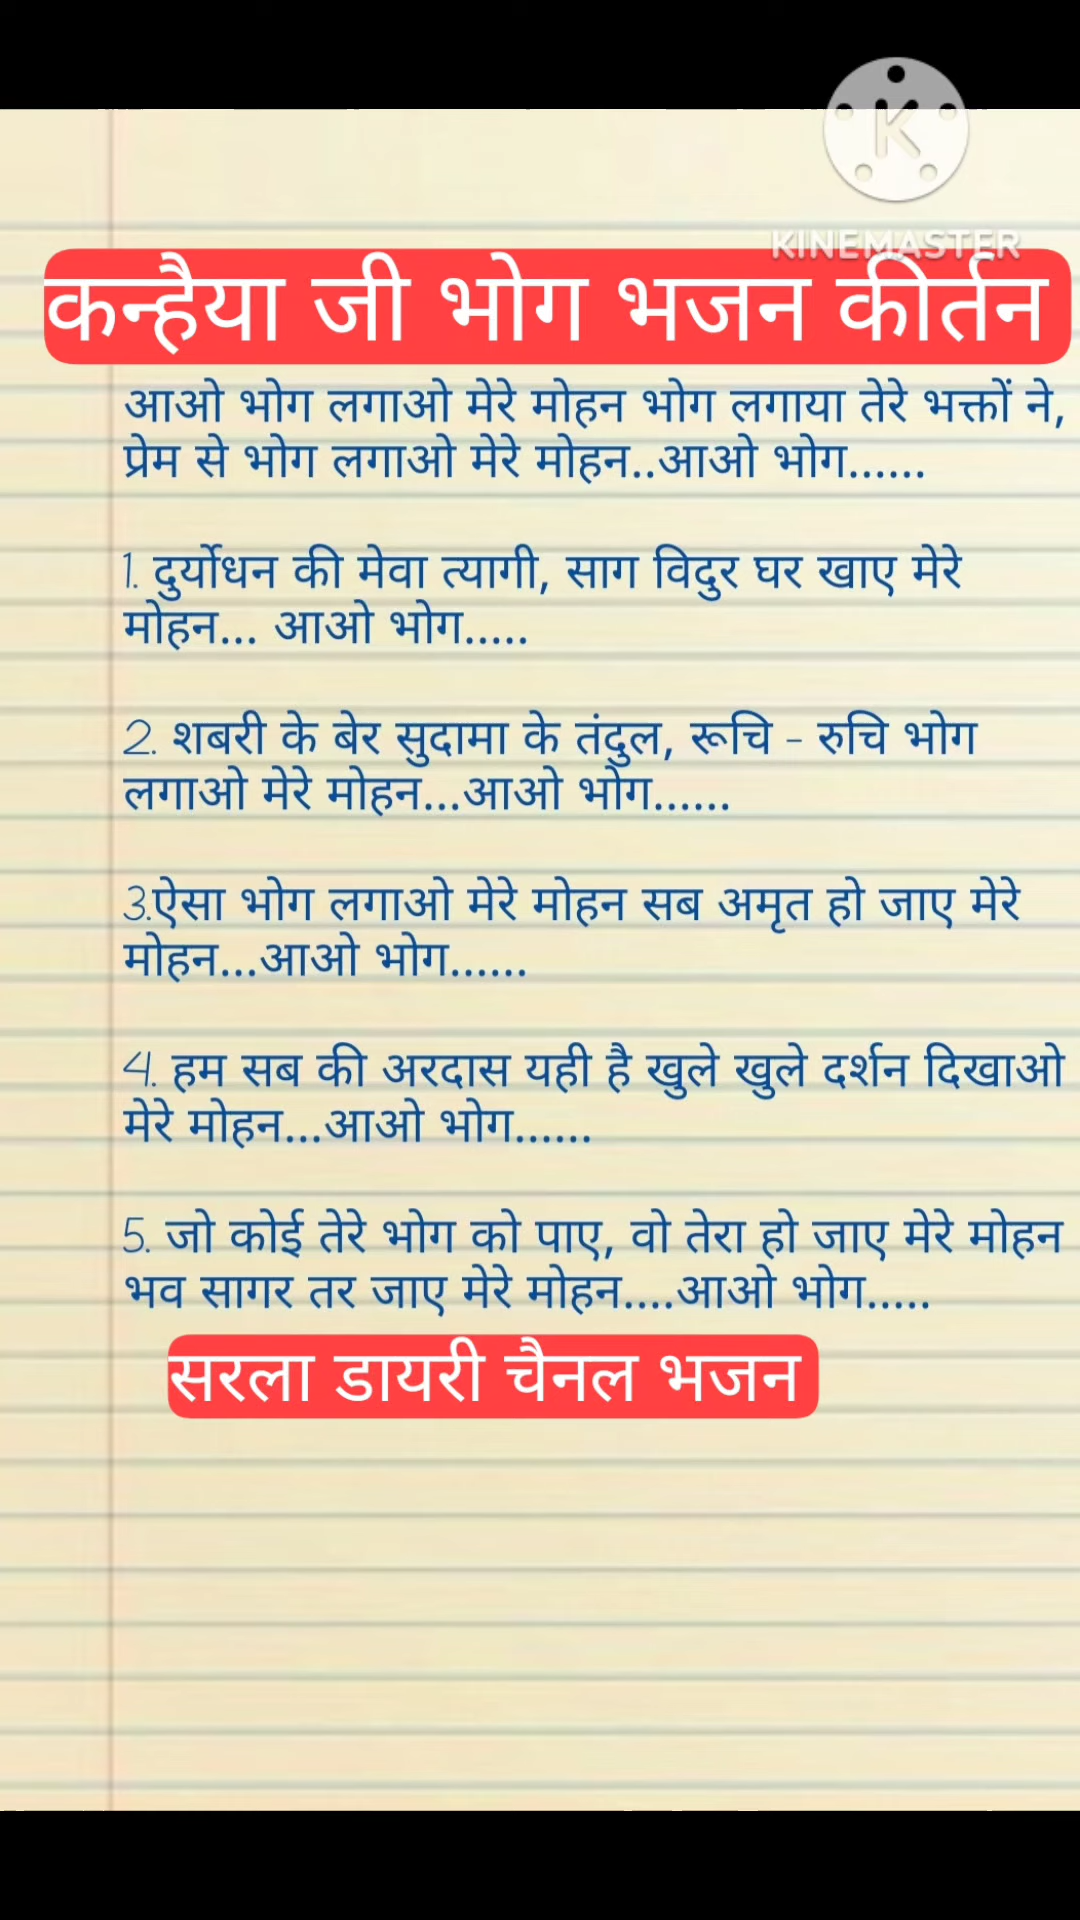 KINEMASTER
कन्हैया जी भोग भजन कीर्तन
आओ भोग लगाओ मेरे मोहन भोग लगाया तेरे भक्तों ने,
प्रेम से भोग लगाओ मेरे मोहन..आओ भोग......
1. दुर्योधन की मेवा त्यागी, साग विदुर घर खाए मेरे
मोहन... आओ भोग.....
2. शबरी के बेर सुदामा के तंदुल, रूचि - रुचि भोग
लगाओ मेरे मोहन...आओ भोग......
3.ऐसा भोग लगाओ मेरे मोहन सब अमृत हो जाए मेरे
मोहन...आओ भोग......
4. हम सब की अरदास यही है खुले खुले दर्शन दिखाओ
मेरे मोहन...आओ भोग......
5. जो कोई तेरे भोग को पाए, वो तेरा हो जाए मेरे मोहन
भव सागर तर जाए मेरे मोहन....आओ भोग.....
सरला डायरी चैनल भजन